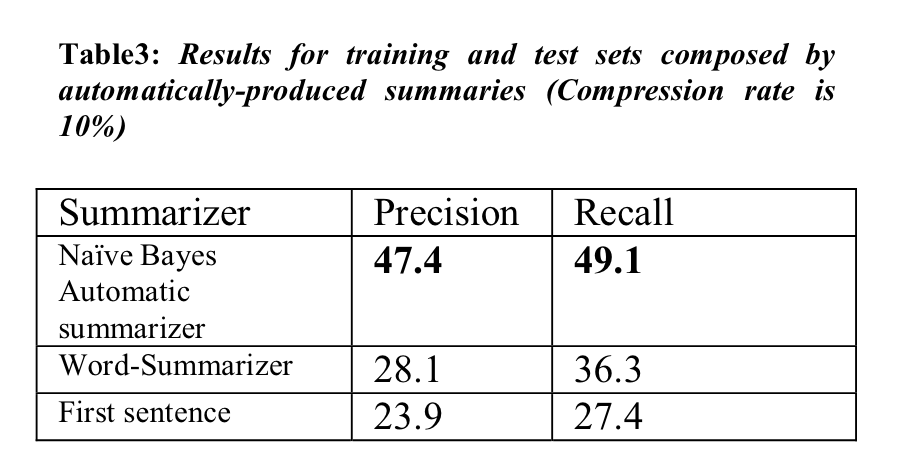 Table3: Results for training and test sets composed by
automatically-produced summaries (Compression rate is
10%)
Summarizer Precision Recall
Naïve Bayes 47.4 49.1
Automatic
summarizer
Word-Summarizer 28.1 36.3
First sentence 23.9 27.4